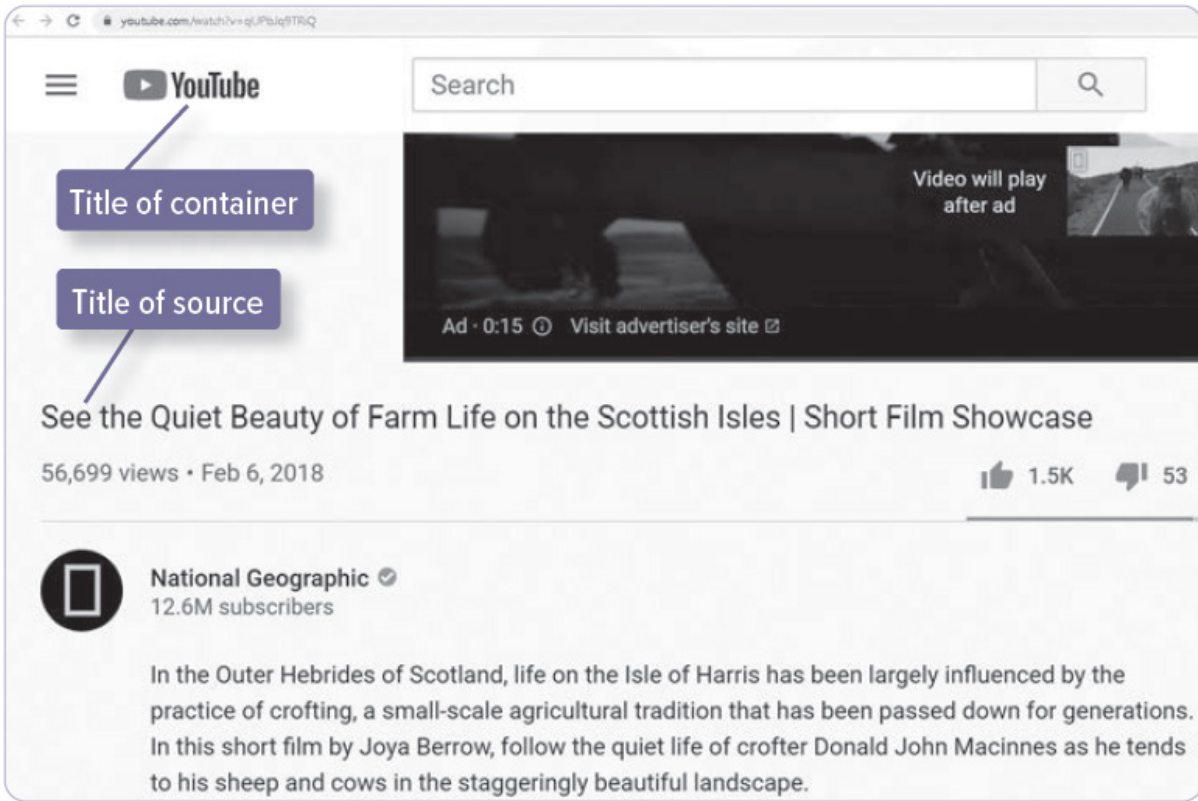 youtube.com/watch?v=qUPbJq9TRiQ
YouTube
Search
Title of container
Video will play
after ad
Title of source
Ad · 0:15 Visit advertiser's site
See the Quiet Beauty of Farm Life on the Scottish Isles | Short Film Showcase
56,699 views • Feb 6, 2018
1.5K
53
National Geographic
12.6M subscribers
In the Outer Hebrides of Scotland, life on the Isle of Harris has been largely influenced by the
practice of crofting, a small-scale agricultural tradition that has been passed down for generations.
In this short film by Joya Berrow, follow the quiet life of crofter Donald John Macinnes as he tends
to his sheep and cows in the staggeringly beautiful landscape.